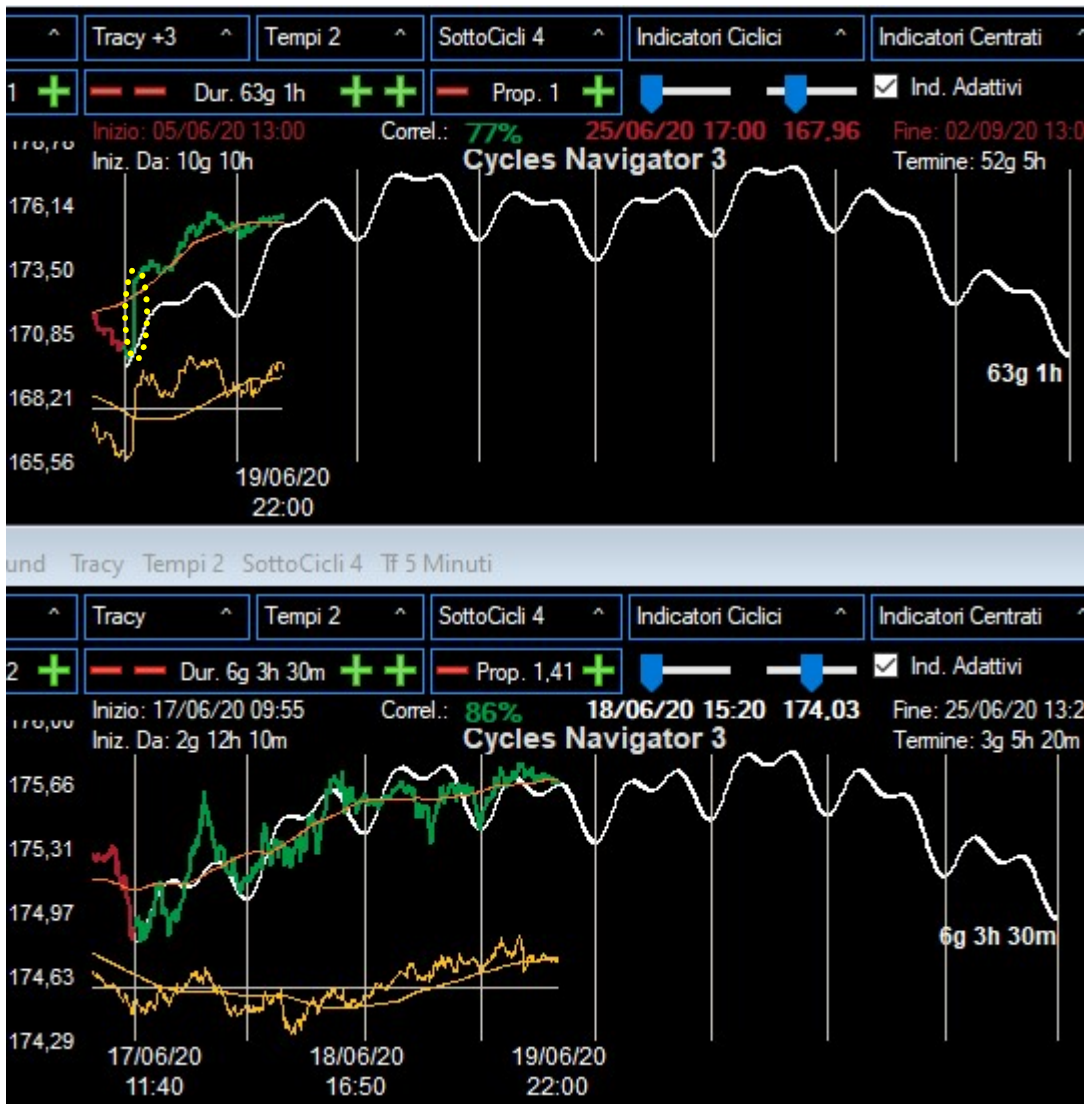 ^ Tracy +3 ^ Tempi 2 ^ SottoCicli 4 ^ Indicatori Ciclici ^ Indicatori Centrati ^
1 Dur. 63g 1h Prop. 1 Ind. Adattivi
Inizio: 05/06/20 13:00 Correl.: 77% 25/06/20 17:00 167,96 Fine: 02/09/20 13:0
Iniz. Da: 10g 10h Cycles Navigator 3 Termine: 52g 5h
176,14
173,50
170,85
168,21
63g 1h
165,56
19/06/20
22:00
und Tracy Tempi 2 SottoCicli 4 Tf 5 Minuti
^ Tracy ^ Tempi 2 ^ SottoCicli 4 ^ Indicatori Ciclici ^ Indicatori Centrati ^
2 Dur. 6g 3h 30m Prop. 1,41 Ind. Adattivi
Inizio: 17/06/20 09:55 Correl.: 86% 18/06/20 15:20 174,03 Fine: 25/06/20 13:2
Iniz. Da: 2g 12h 10m Cycles Navigator 3 Termine: 3g 5h 20m
175,66
175,31
174,97
6g 3h 30m
174,63
174,29
17/06/20 18/06/20 19/06/20
11:40 16:50 22:00